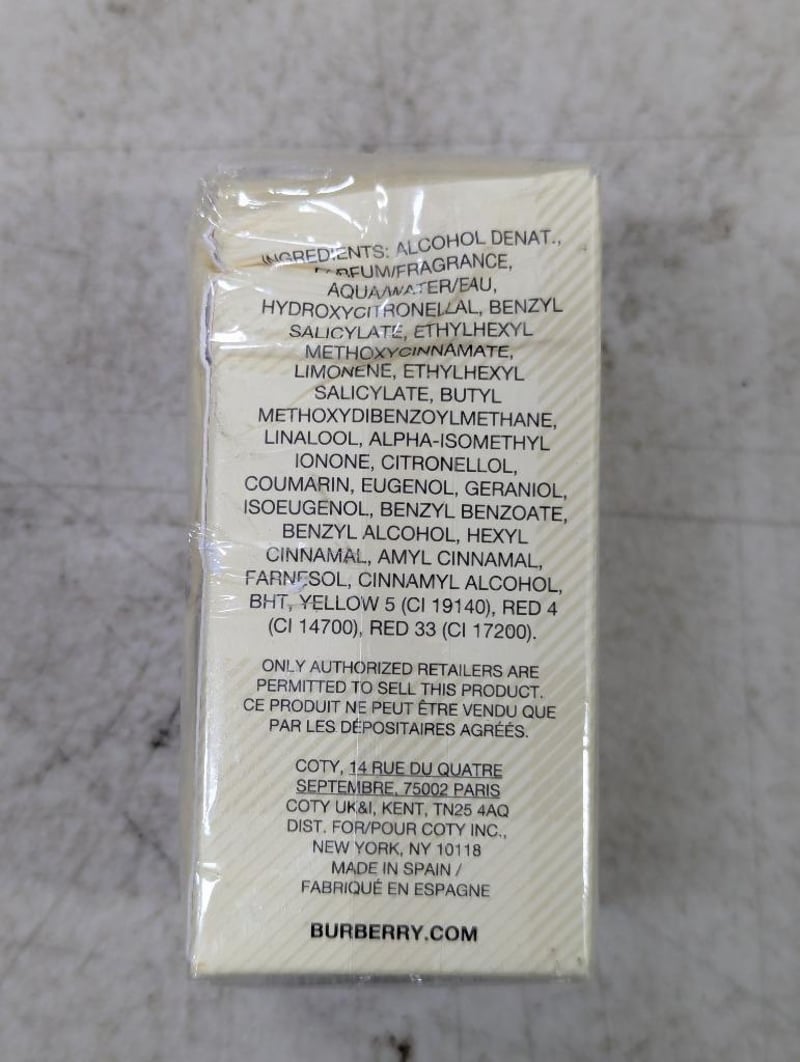 INGREDIENTS: ALCOHOL DENAT.,
PARFUM/FRAGRANCE,
AQUA/WATER/EAU,
HYDROXYCITRONELLAL, BENZYL
SALICYLATE, ETHYLHEXYL
METHOXYCINNAMATE,
LIMONENE, ETHYLHEXYL
SALICYLATE, BUTYL
METHOXYDIBENZOYLMETHANE,
LINALOOL, ALPHA-ISOMETHYL
IONONE, CITRONELLOL,
COUMARIN, EUGENOL, GERANIOL,
ISOEUGENOL, BENZYL BENZOATE,
BENZYL ALCOHOL, HEXYL
CINNAMAL, AMYL CINNAMAL,
FARNESOL, CINNAMYL ALCOHOL,
BHT, YELLOW 5 (CI 19140), RED 4
(CI 14700), RED 33 (CI 17200).
ONLY AUTHORIZED RETAILERS ARE
PERMITTED TO SELL THIS PRODUCT.
CE PRODUIT NE PEUT ÊTRE VENDU QUE
PAR LES DÉPOSITAIRES AGRÉÉS.
COTY, 14 RUE DU QUATRE
SEPTEMBRE, 75002 PARIS
COTY UK&I, KENT, TN25 4AQ
DIST. FOR/POUR COTY INC.,
NEW YORK, NY 10118
MADE IN SPAIN /
FABRIQUÉ EN ESPAGNE
BURBERRY.COM